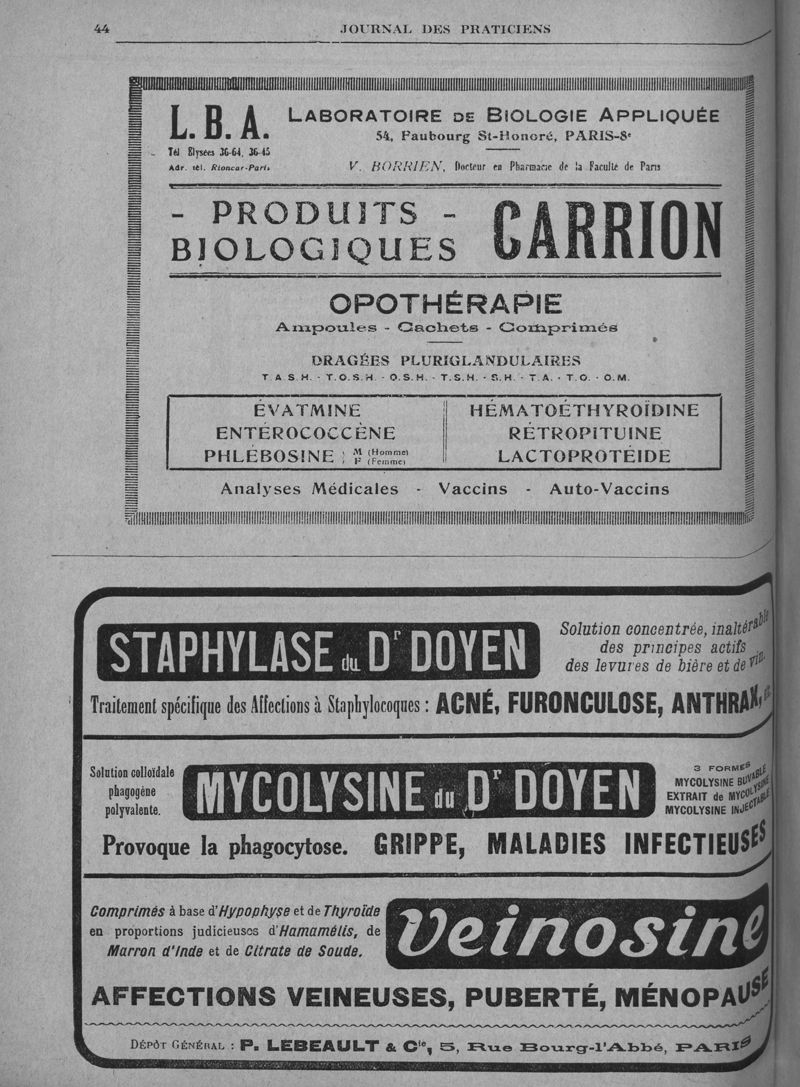 44
JOURNAL DES PRATICIENS
L. B. A.
LABORATOIRE DE BIOLOGIE APPLIQUÉE
54, Faubourg St-Honoré, PARIS-8e
Tél Elysées 36-64, 36-45
Adr. tél. Rioncar-Paris
V. BORRIEN, Docteur en Pharmacie de la Faculté de Paris
- PRODUITS -
BIOLOGIQUES
CARRION
OPOTHÉRAPIE
Ampoules - Cachets - Comprimés
DRAGÉES PLURIGLANDULAIRES
T.A.S.H. - T.O.S.H. - O.S.H. - T.S.H. - S.H. - T.A. - T.O. - O.M.
ÉVATMINE
ENTÉROCOCCÈNE
PHLÉBOSINE M (Homme)
F (Femme)
HÉMATOÉTHYROÏDINE
RÉTROPITUINE
LACTOPROTÉIDE
Analyses Médicales - Vaccins - Auto-Vaccins
STAPHYLASE du Dr DOYEN
Solution concentrée, inaltérable
des principes actifs
des levures de bière et de vin.
Traitement spécifique des Affections à Staphylocoques : ACNÉ, FURONCULOSE, ANTHRAX,
Solution colloïdale
phagogène
polyvalente.
MYCOLYSINE du Dr DOYEN
3 FORMES
MYCOLYSINE BUVABLE
EXTRAIT de MYCOLYSINE
MYCOLYSINE INJECTABLE
Provoque la phagocytose. GRIPPE, MALADIES INFECTIEUSES
Comprimés à base d'Hypophyse et de Thyroïde
en proportions judicieuses d'Hamamélis, de
Marron d'Inde et de Citrate de Soude.
Veinosine
AFFECTIONS VEINEUSES, PUBERTÉ, MÉNOPAUSE
DÉPÔT GÉNÉRAL : P. LEBEAULT & Cie, 5, Rue Bourg-l'Abbé, PARIS